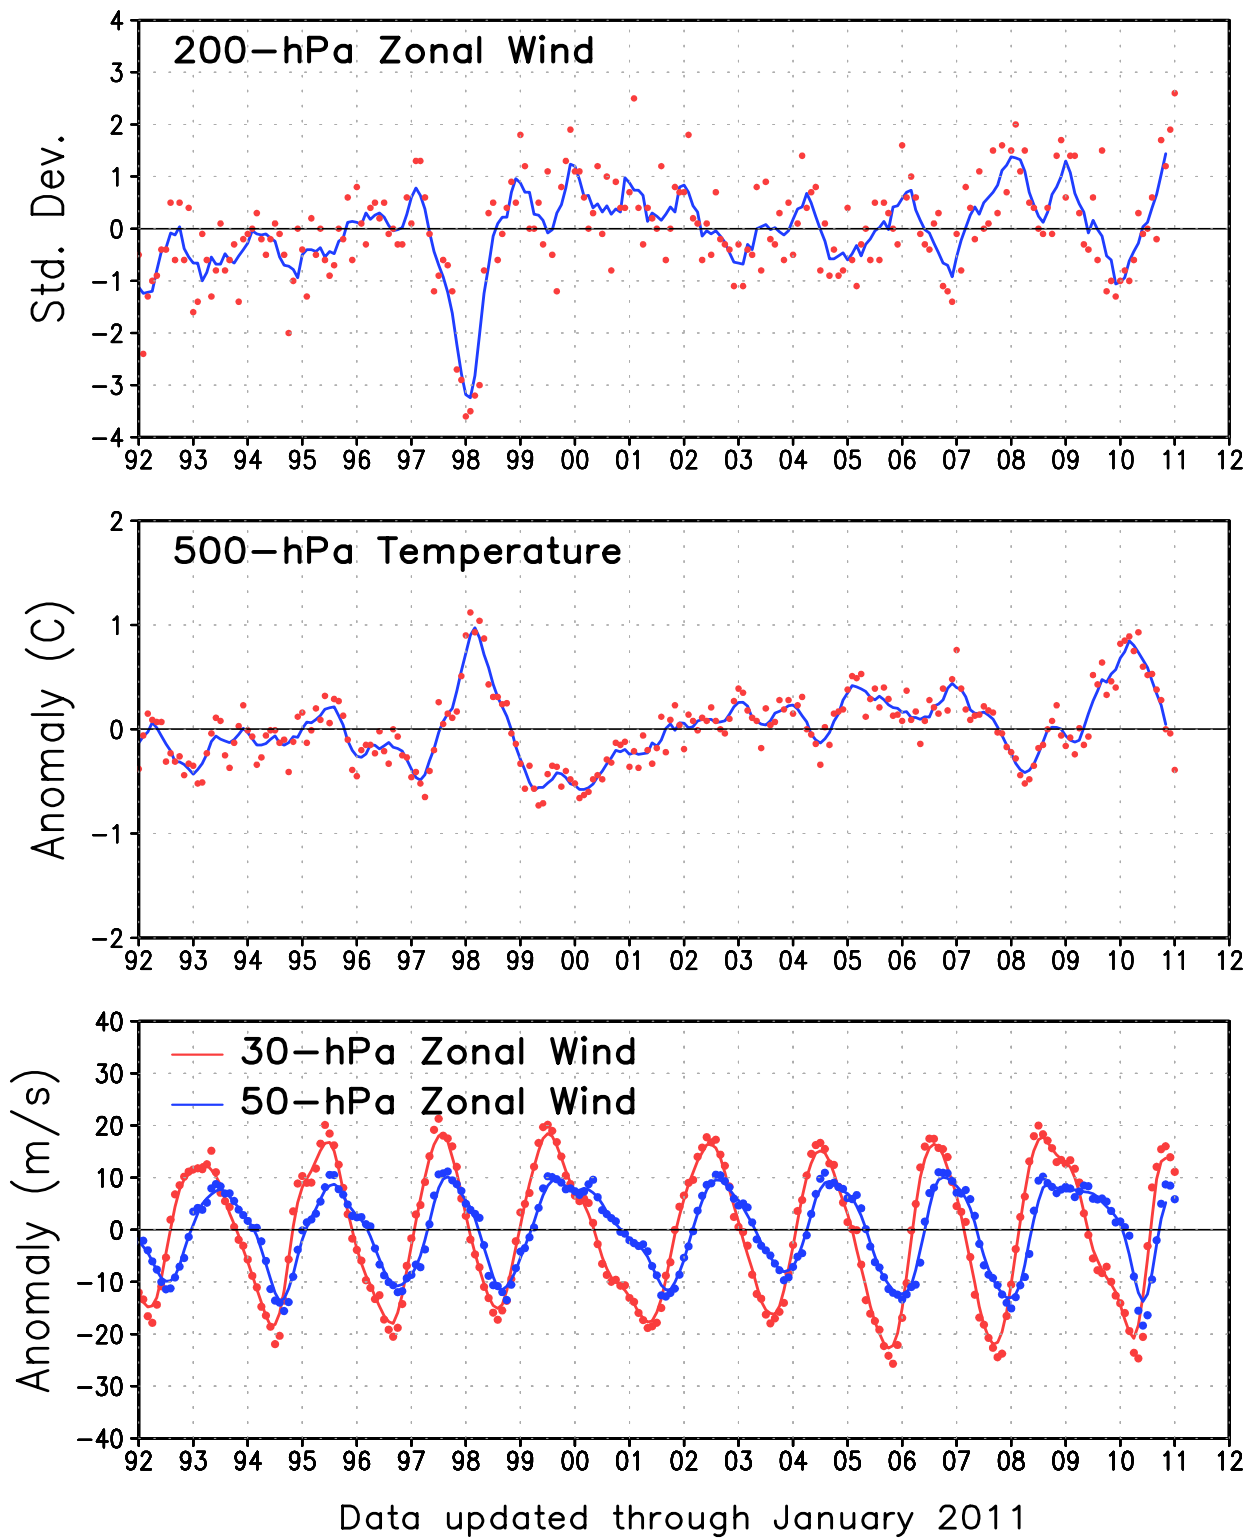 200-hPa Zonal Wind
Std. Dev.
4
3
2
1
0
-1
-2
-3
-4
92 93 94 95 96 97 98 99 00 01 02 03 04 05 06 07 08 09 10 11 12
500-hPa Temperature
Anomaly (C)
2
1
0
-1
-2
92 93 94 95 96 97 98 99 00 01 02 03 04 05 06 07 08 09 10 11 12
30-hPa Zonal Wind
50-hPa Zonal Wind
Anomaly (m/s)
40
30
20
10
0
-10
-20
-30
-40
92 93 94 95 96 97 98 99 00 01 02 03 04 05 06 07 08 09 10 11 12
Data updated through January 2011